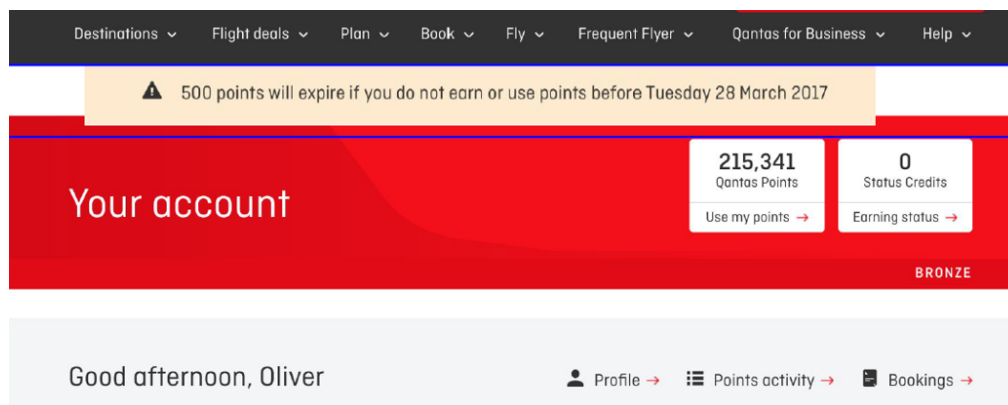 Destinations Flight deals Plan Book Fly Frequent Flyer Qantas for Business Help
500 points will expire if you do not earn or use points before Tuesday 28 March 2017
Your account
215,341
Qantas Points
Use my points →
0
Status Credits
Earning status →
BRONZE
Good afternoon, Oliver
Profile → Points activity → Bookings →